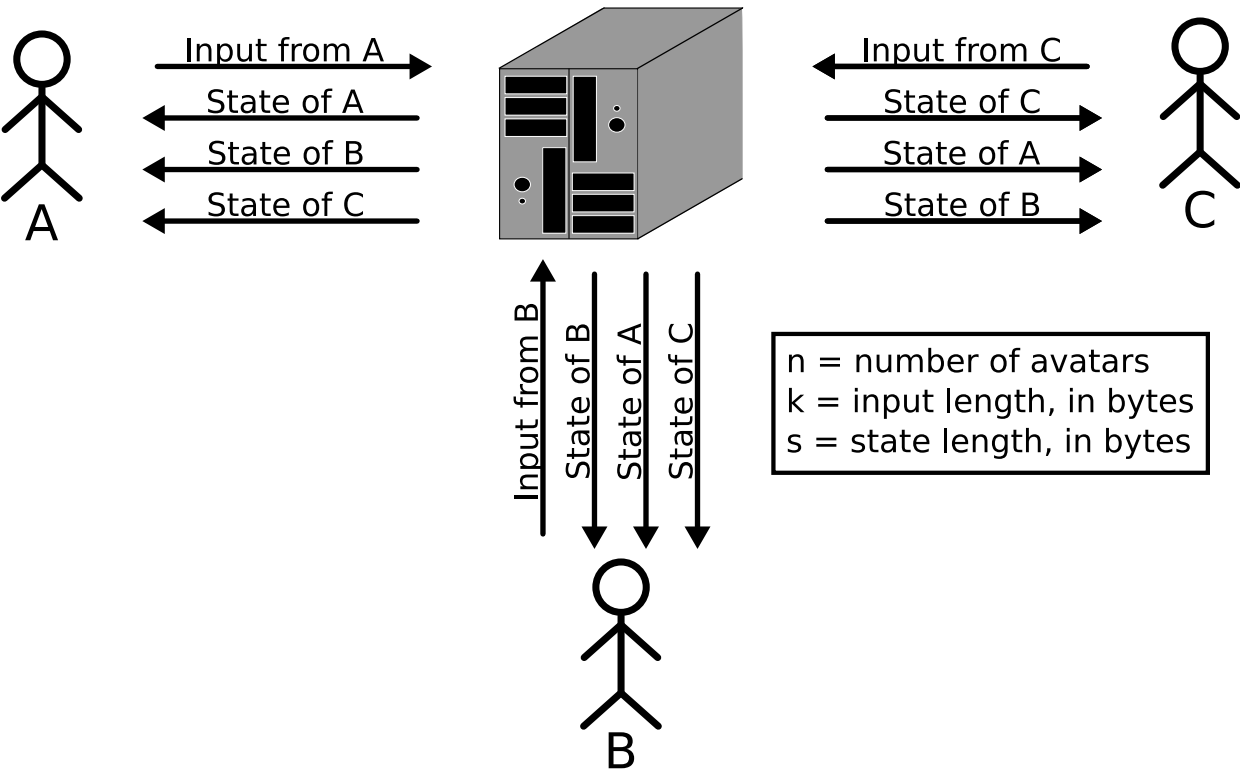 Input from A
State of A
State of B
State of C
A
Input from C
State of C
State of A
State of B
C
Input from B
State of B
State of A
State of C
n = number of avatars
k = input length, in bytes
s = state length, in bytes
B